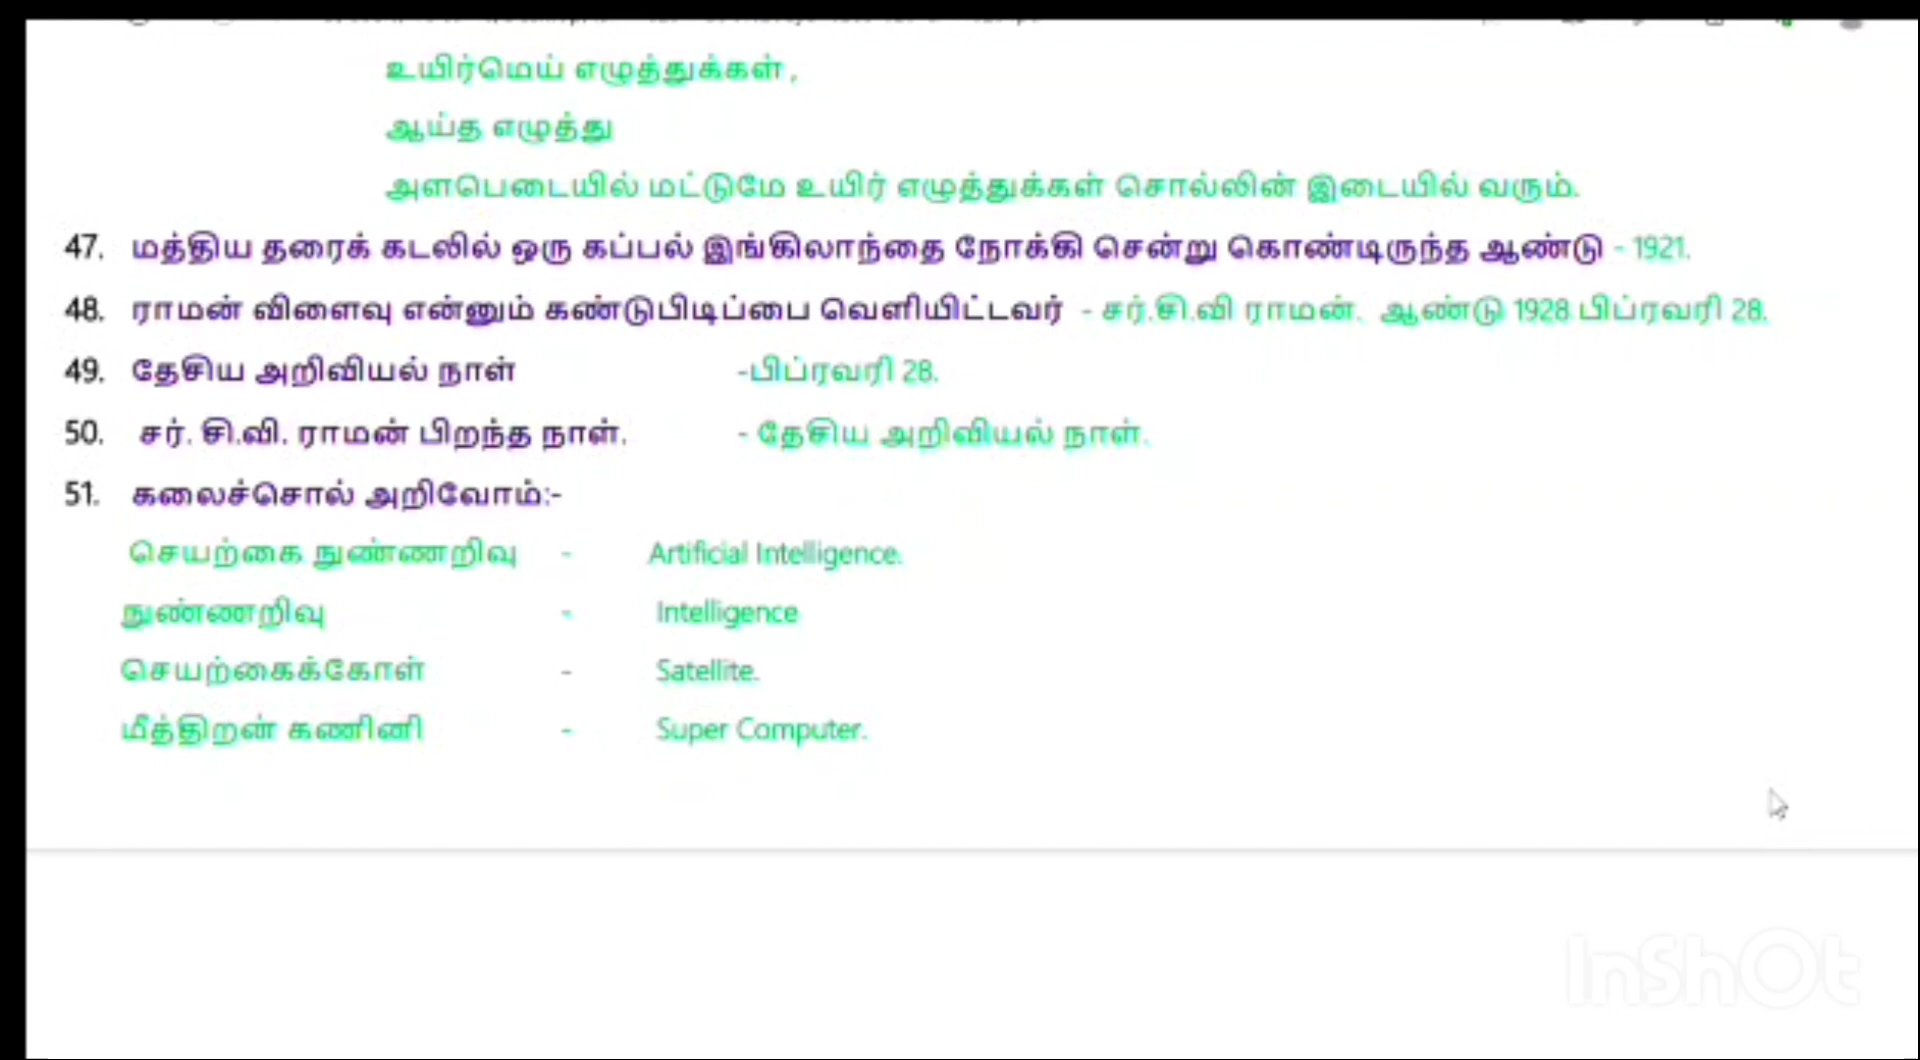 உயிர்மெய் எழுத்துக்கள் ,
ஆய்த எழுத்து
அளபெடையில் மட்டுமே உயிர் எழுத்துக்கள் சொல்லின் இடையில் வரும்.
47. மத்திய தரைக் கடலில் ஒரு கப்பல் இங்கிலாந்தை நோக்கி சென்று கொண்டிருந்த ஆண்டு - 1921.
48. ராமன் விளைவு என்னும் கண்டுபிடிப்பை வெளியிட்டவர் - சர்.சி.வி ராமன். ஆண்டு 1928 பிப்ரவரி 28.
49. தேசிய அறிவியல் நாள் -பிப்ரவரி 28.
50. சர். சி.வி. ராமன் பிறந்த நாள். - தேசிய அறிவியல் நாள்.
51. கலைச்சொல் அறிவோம்:-
செயற்கை நுண்ணறிவு - Artificial Intelligence.
நுண்ணறிவு - Intelligence
செயற்கைக்கோள் - Satellite.
மீத்திறன் கணினி - Super Computer.
InShOt